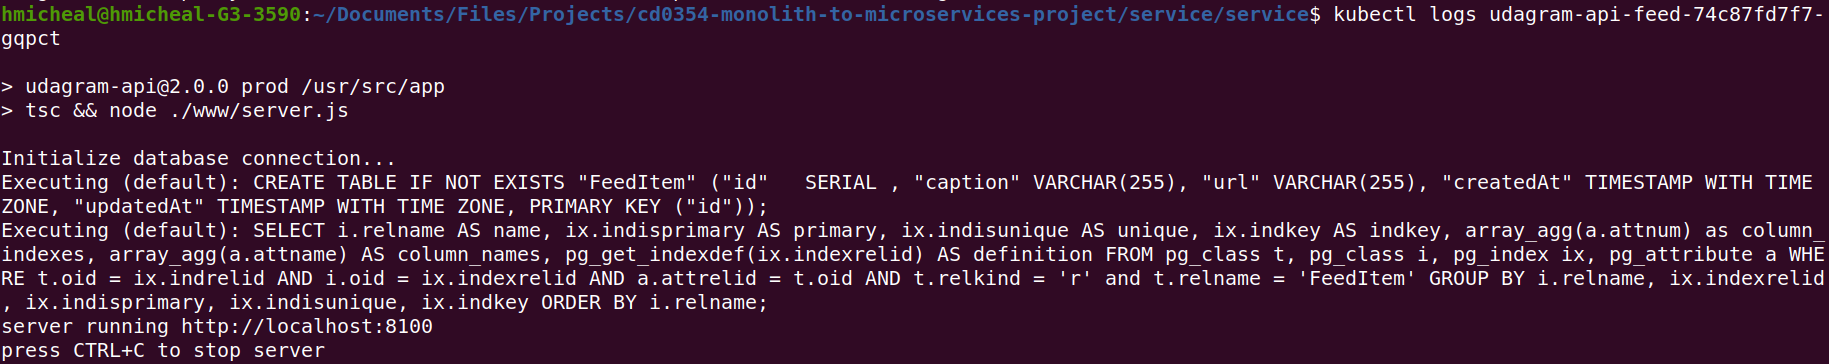 hmicheal@hmicheal-G3-3590:~/Documents/Files/Projects/cd0354-monolith-to-microservices-project/service/service$ kubectl logs udagram-api-feed-74c87fd7f7-
gqpct
> udagram-api@2.0.0 prod /usr/src/app
> tsc && node ./www/server.js
Initialize database connection...
Executing (default): CREATE TABLE IF NOT EXISTS "FeedItem" ("id"   SERIAL , "caption" VARCHAR(255), "url" VARCHAR(255), "createdAt" TIMESTAMP WITH TIME
ZONE, "updatedAt" TIMESTAMP WITH TIME ZONE, PRIMARY KEY ("id"));
Executing (default): SELECT i.relname AS name, ix.indisprimary AS primary, ix.indisunique AS unique, ix.indkey AS indkey, array_agg(a.attnum) as column_
indexes, array_agg(a.attname) AS column_names, pg_get_indexdef(ix.indexrelid) AS definition FROM pg_class t, pg_class i, pg_index ix, pg_attribute a WHE
RE t.oid = ix.indrelid AND i.oid = ix.indexrelid AND a.attrelid = t.oid AND t.relkind = 'r' and t.relname = 'FeedItem' GROUP BY i.relname, ix.indexrelid
, ix.indisprimary, ix.indisunique, ix.indkey ORDER BY i.relname;
server running http://localhost:8100
press CTRL+C to stop server